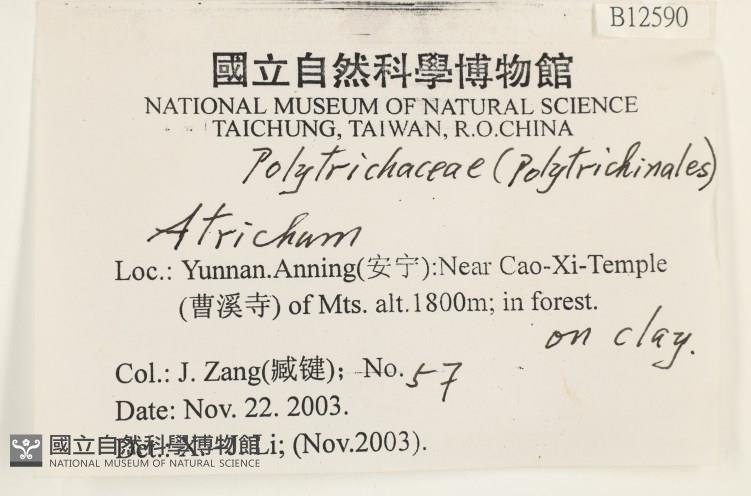 B12590
國立自然科學博物館
NATIONAL MUSEUM OF NATURAL SCIENCE
TAICHUNG, TAIWAN, R.O.CHINA
Polytrichaceae (Polytrichinales)
Atrichum
Loc.: Yunnan.Anning(安宁):Near Cao-Xi-Temple
(曹溪寺) of Mts. alt.1800m; in forest.
on clay.
Col.: J. Zang(臧键); No. 57
Date: Nov. 22. 2003.
Det.: X. -J. Li; (Nov.2003).
國立自然科學博物館
NATIONAL MUSEUM OF NATURAL SCIENCE